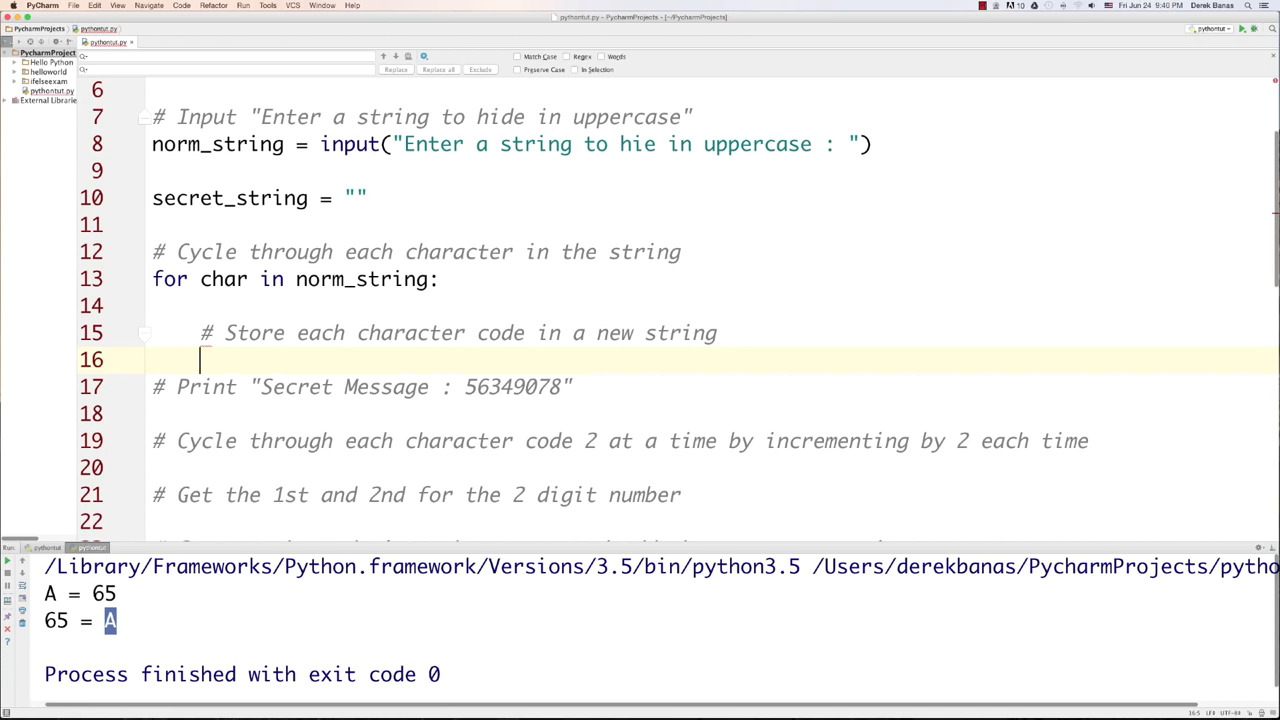 PyCharm File Edit View Navigate Code Refactor Run Tools VCS Window Help Fri Jun 24 9:40 PM Derek Banas
pythontut.py - PycharmProjects - [~/PycharmProjects]
PycharmProjects pythontut.py pythontut
PycharmProject pythontut.py
Hello Python
helloworld
ifelseexam
pythontut.py
External Librarie
Match Case Regex Words
Replace Replace all Exclude Preserve Case In Selection
6
7 # Input "Enter a string to hide in uppercase"
8 norm_string = input("Enter a string to hie in uppercase : ")
9
10 secret_string = ""
11
12 # Cycle through each character in the string
13 for char in norm_string:
14
15 # Store each character code in a new string
16
17 # Print "Secret Message : 56349078"
18
19 # Cycle through each character code 2 at a time by incrementing by 2 each time
20
21 # Get the 1st and 2nd for the 2 digit number
22
Run: pythontut pythontut
/Library/Frameworks/Python.framework/Versions/3.5/bin/python3.5 /Users/derekbanas/PycharmProjects/pytho
A = 65
65 = A
Process finished with exit code 0
16:5 LF UTF-8